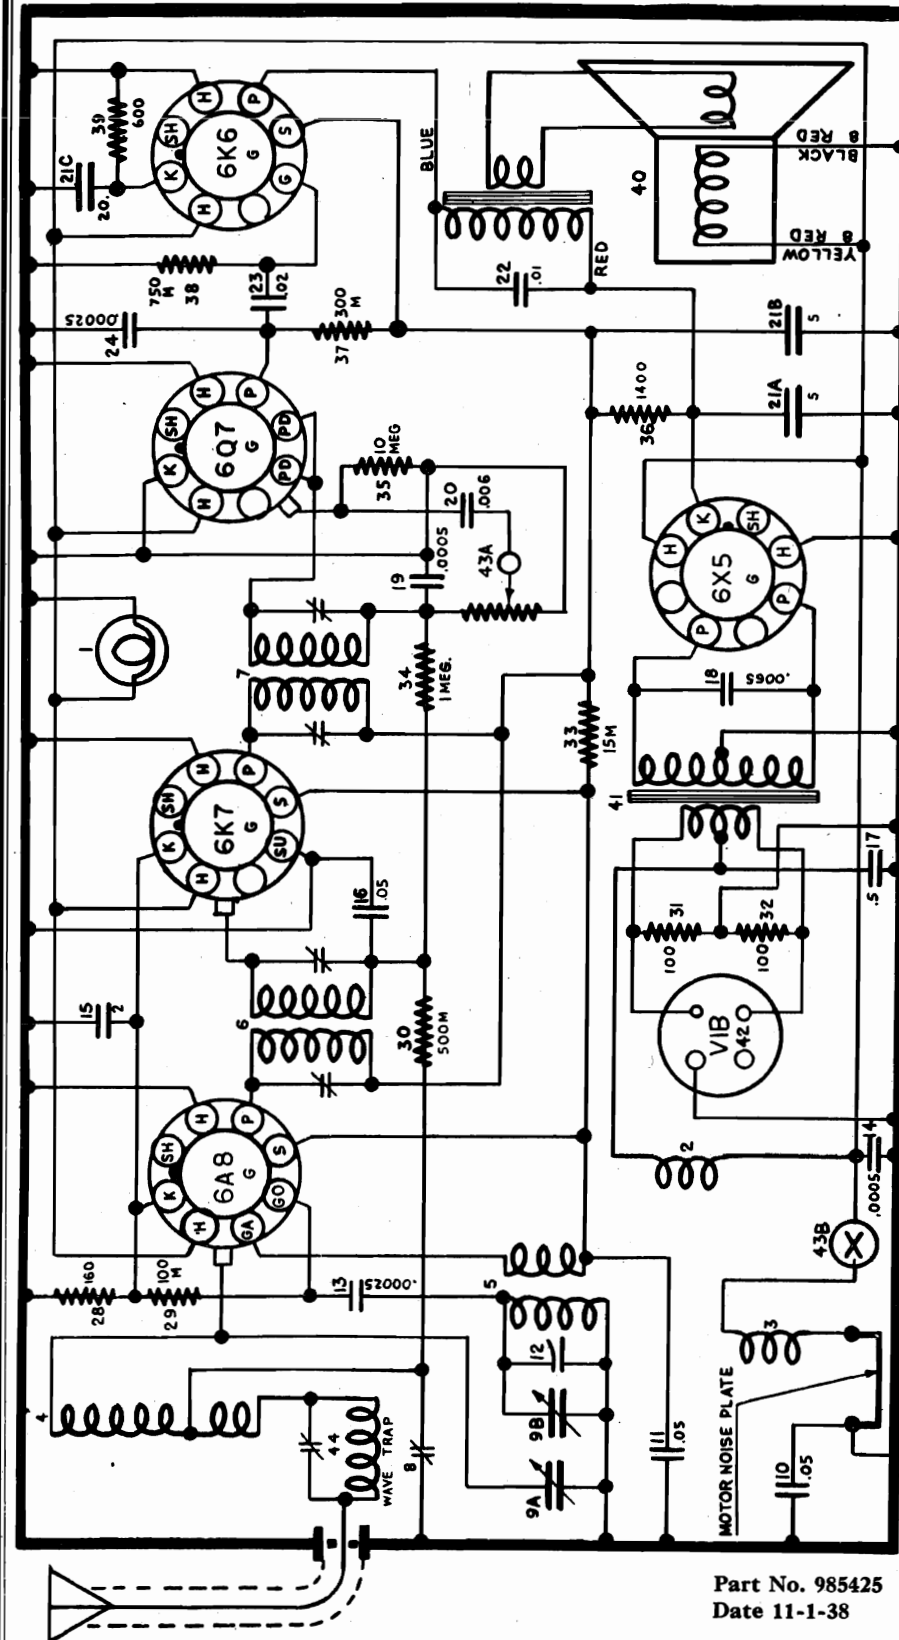 39
600
21C
20.
6K6
G
H
P
SH
S
K
G
H
BLUE
RED
40
BLACK & RED
YELLOW & RED
750 M
38
23
.02
22
.01
.00025
24
300 M
37
21B
5
1400
36
21A
5
6Q7
G
H
P
SH
PD
K
PD
H
10 MEG
35
20
.006
19
.0005
43A
1
7
34
1 MEG.
6X5
G
K
SH
H
H
P
P
18
.0065
33
15M
41
6K7
G
H
P
SH
S
K
SU
H
16
.05
17
.5
31
100
32
100
15
.2
6
30
500M
VIB
42
6A8
G
H
P
SH
S
K
GO
H
GA
2
14
.0005
43B
160
28
100 M
29
13
.00025
5
3
12
4
44
WAVE TRAP
8
9B
9A
11
.05
10
.05
MOTOR NOISE PLATE
Part No. 985425
Date 11-1-38